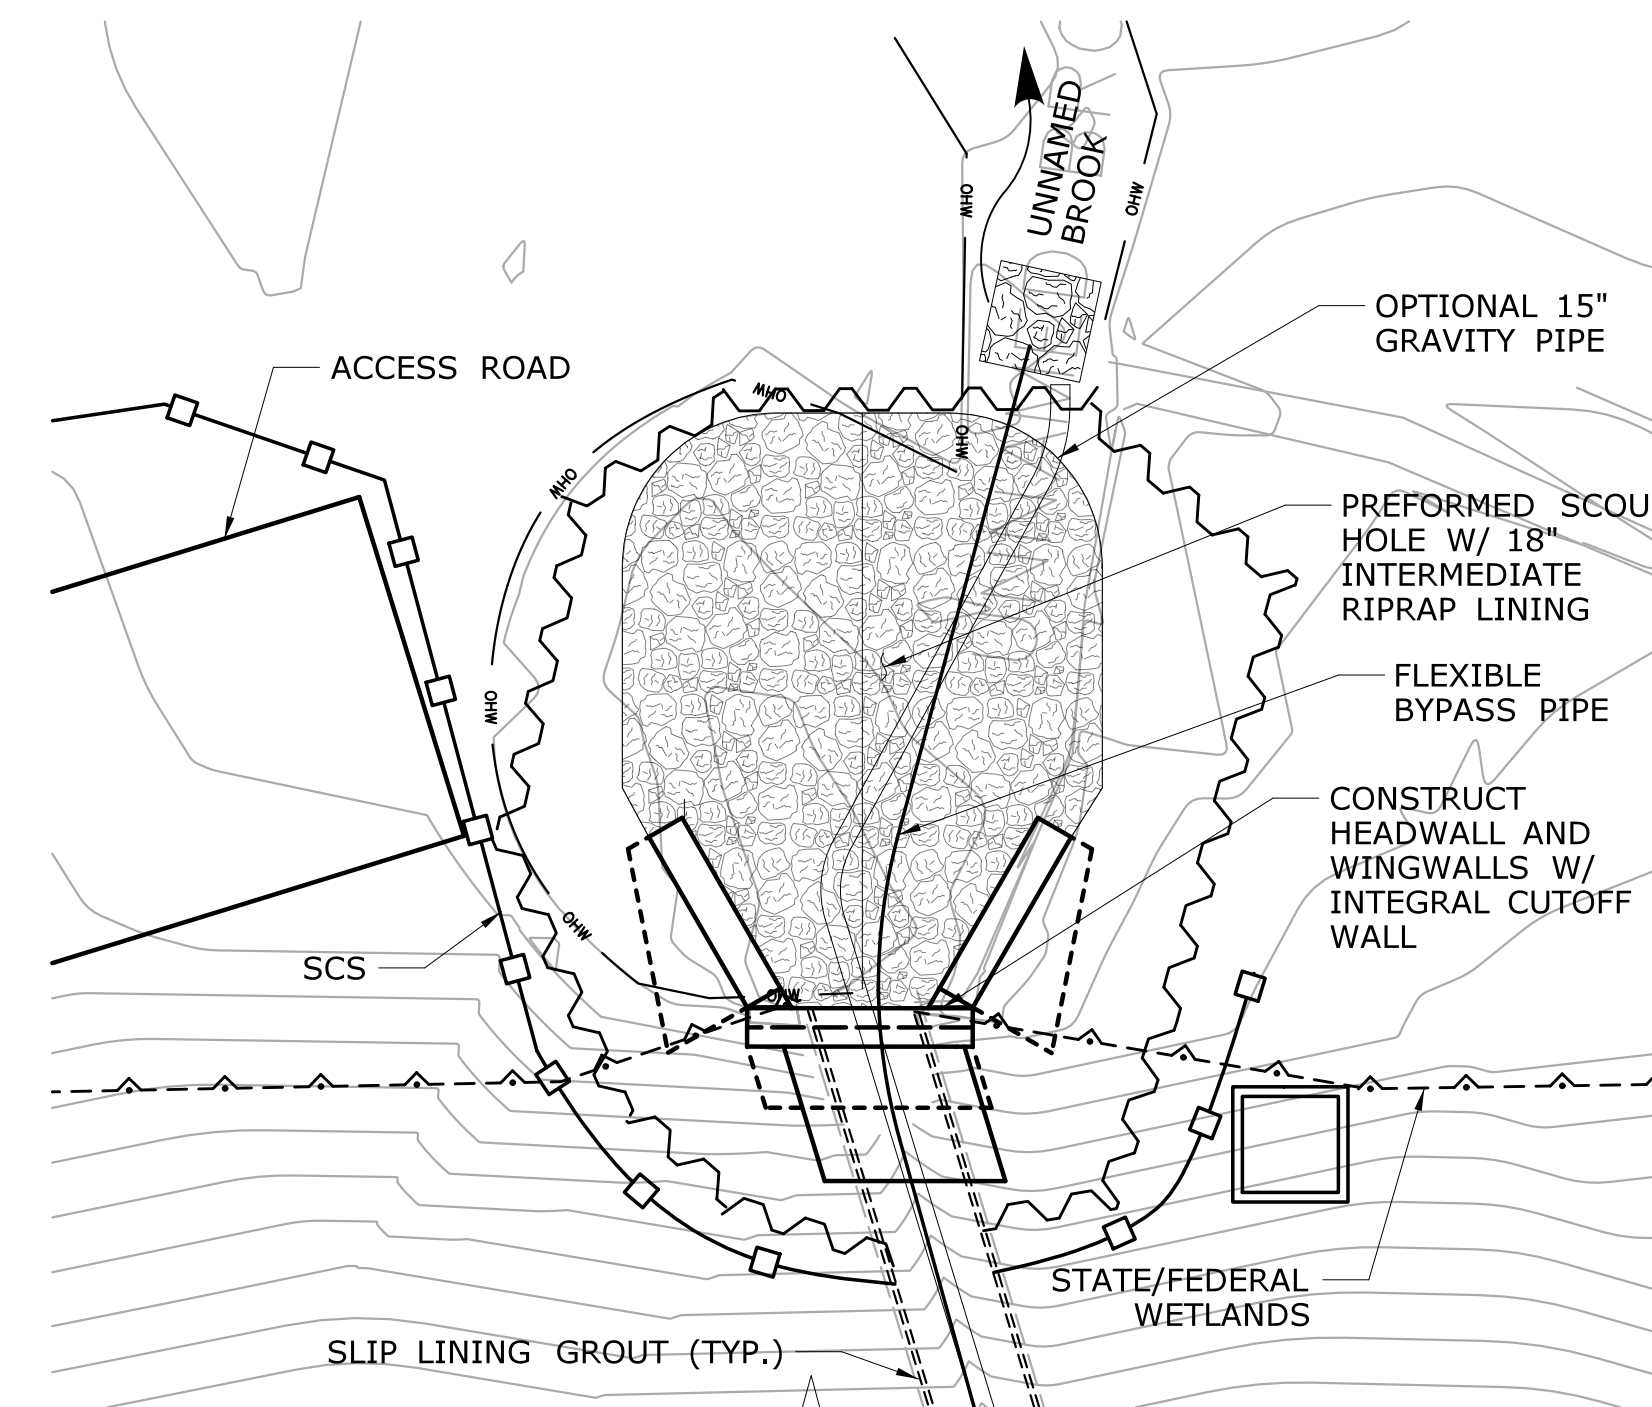 UNNAMED
BROOK
OHW
OHW
OPTIONAL 15"
GRAVITY PIPE
ACCESS ROAD
OHW
OHW
OHW
PREFORMED SCOU
HOLE W/ 18"
INTERMEDIATE
RIPRAP LINING
FLEXIBLE
BYPASS PIPE
OHW
CONSTRUCT
HEADWALL AND
WINGWALLS W/
INTEGRAL CUTOFF
WALL
OHW
SCS
OHW
STATE/FEDERAL
WETLANDS
SLIP LINING GROUT (TYP.)